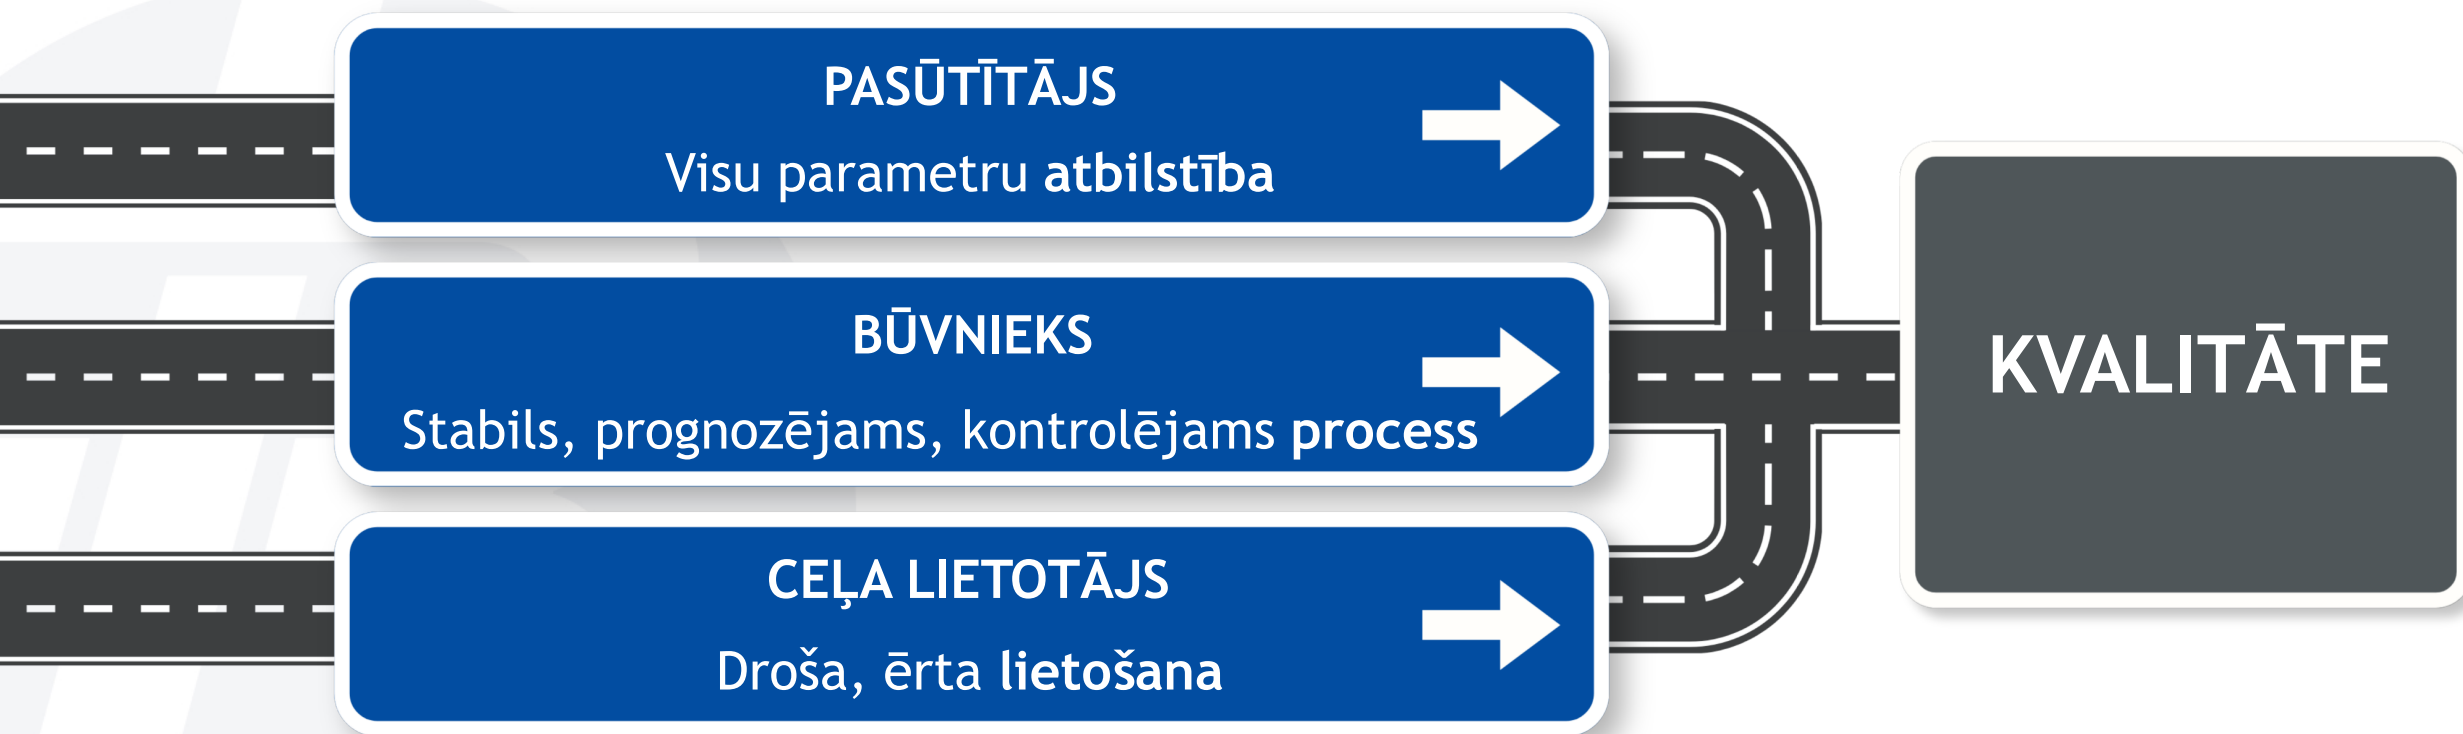 PASŪTĪTĀJS
Visu parametru atbilstība
BŪVNIEKS
Stabils, prognozējams, kontrolējams process
CEĻA LIETOTĀJS
Droša, ērta lietošana
KVALITĀTE